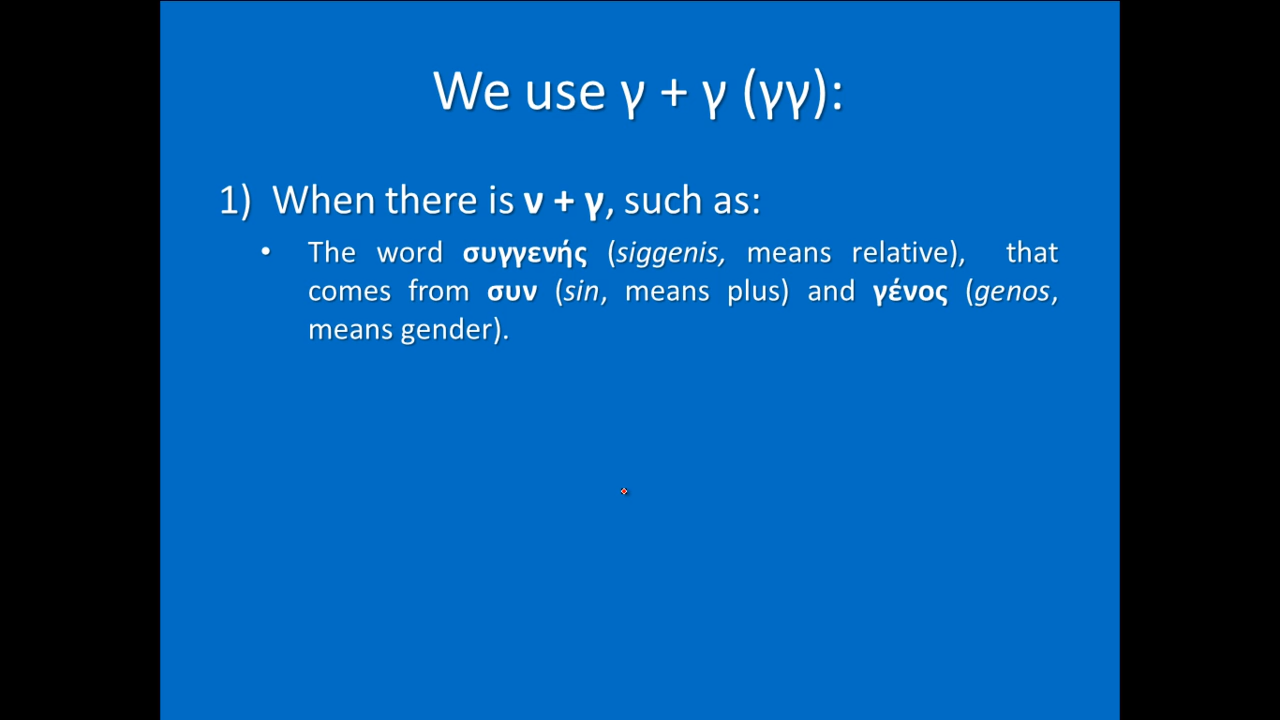 We use γ + γ (γγ):
1) When there is ν + γ, such as:
• The word συγγενής (siggenis, means relative), that
comes from συν (sin, means plus) and γένος (genos,
means gender).